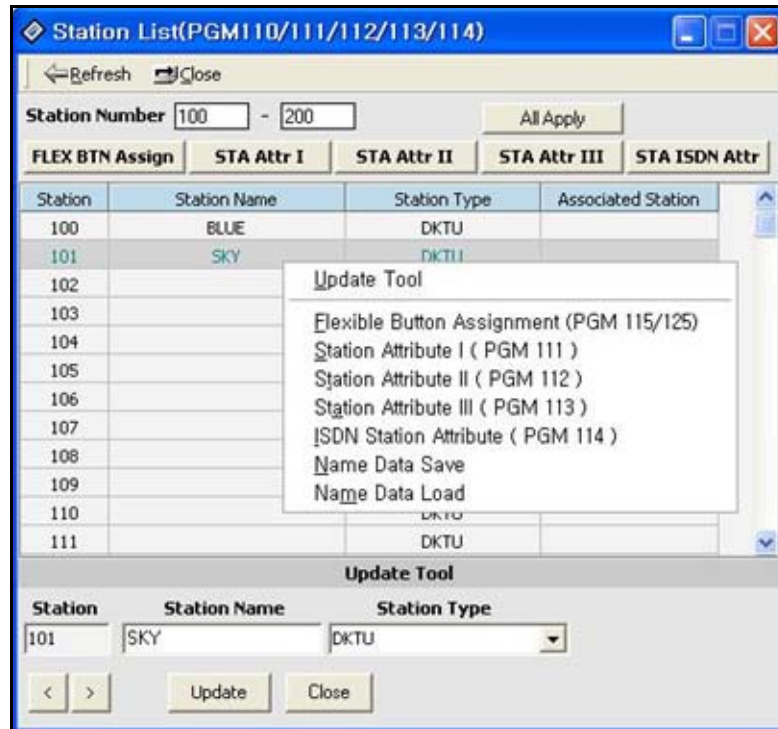 Station List(PGM110/111/112/113/114)
Refresh Close
Station Number 100 - 200 All Apply
FLEX BTN Assign STA Attr I STA Attr II STA Attr III STA ISDN Attr
Station Station Name Station Type Associated Station
100 BLUE DKTU
101 SKY DKTU
102
103
104
105
106
107
108
109
110 DKTU
111 DKTU
Update Tool
Flexible Button Assignment (PGM 115/125)
Station Attribute I ( PGM 111 )
Station Attribute II ( PGM 112 )
Station Attribute III ( PGM 113 )
ISDN Station Attribute ( PGM 114 )
Name Data Save
Name Data Load
Update Tool
Station Station Name Station Type
101 SKY DKTU
< > Update Close